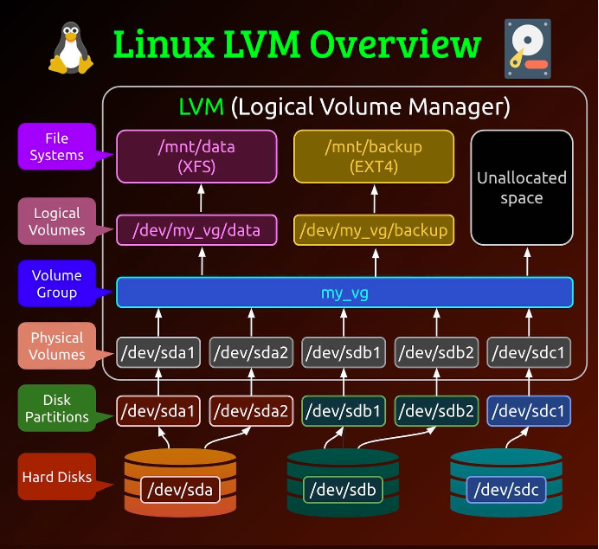 Linux LVM Overview
LVM (Logical Volume Manager)
File
Systems
/mnt/data
(XFS)
/mnt/backup
(EXT4)
Unallocated
space
Logical
Volumes
/dev/my_vg/data
/dev/my_vg/backup
Volume
Group
my_vg
Physical
Volumes
/dev/sda1
/dev/sda2
/dev/sdb1
/dev/sdb2
/dev/sdc1
Disk
Partitions
/dev/sda1
/dev/sda2
/dev/sdb1
/dev/sdb2
/dev/sdc1
Hard Disks
/dev/sda
/dev/sdb
/dev/sdc